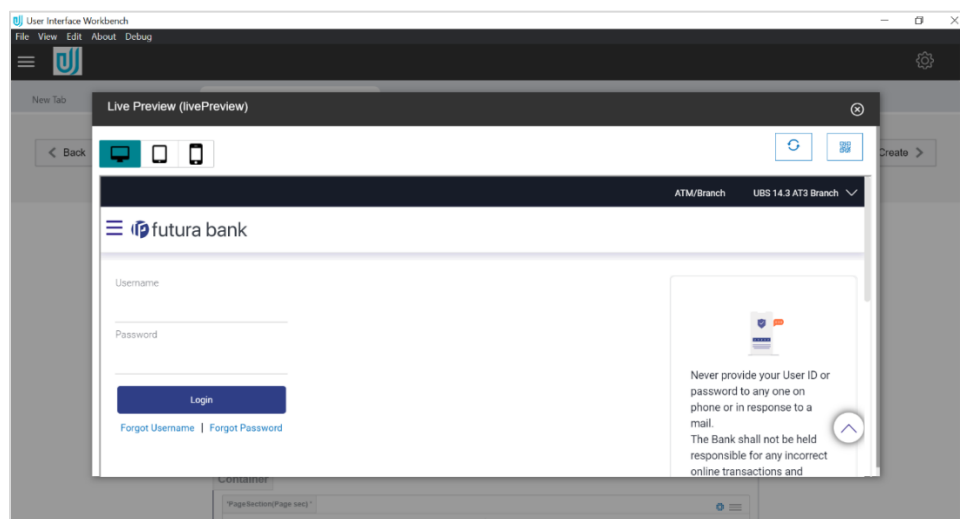 User Interface Workbench
File View Edit About Debug
New Tab
Live Preview (livePreview)
Back
Create
ATM/Branch UBS 14.3 AT3 Branch
futura bank
Username
Password
Login
Forgot Username | Forgot Password
Never provide your User ID or
password to any one on
phone or in response to a
mail.
The Bank shall not be held
responsible for any incorrect
online transactions and
Container
'PageSection(Page sec) '